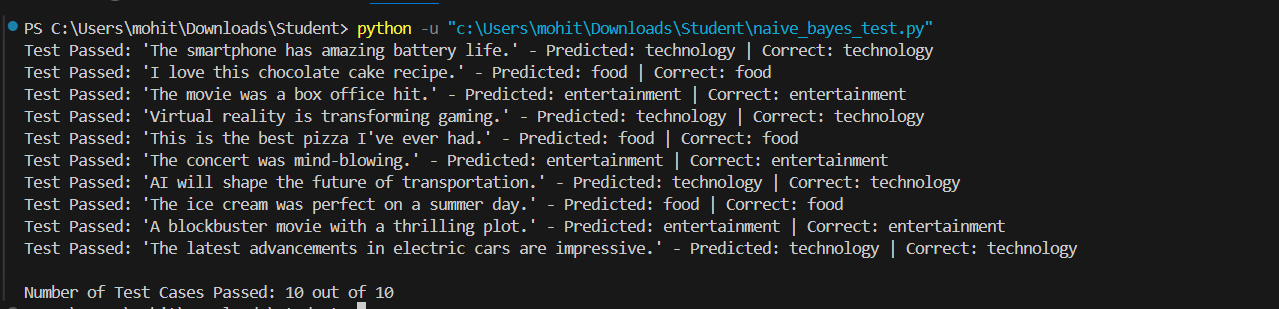 PS C:\Users\mohit\Downloads\Student> python -u "c:\Users\mohit\Downloads\Student\naive_bayes_test.py"
Test Passed: 'The smartphone has amazing battery life.' - Predicted: technology | Correct: technology
Test Passed: 'I love this chocolate cake recipe.' - Predicted: food | Correct: food
Test Passed: 'The movie was a box office hit.' - Predicted: entertainment | Correct: entertainment
Test Passed: 'Virtual reality is transforming gaming.' - Predicted: technology | Correct: technology
Test Passed: 'This is the best pizza I've ever had.' - Predicted: food | Correct: food
Test Passed: 'The concert was mind-blowing.' - Predicted: entertainment | Correct: entertainment
Test Passed: 'AI will shape the future of transportation.' - Predicted: technology | Correct: technology
Test Passed: 'The ice cream was perfect on a summer day.' - Predicted: food | Correct: food
Test Passed: 'A blockbuster movie with a thrilling plot.' - Predicted: entertainment | Correct: entertainment
Test Passed: 'The latest advancements in electric cars are impressive.' - Predicted: technology | Correct: technology
Number of Test Cases Passed: 10 out of 10